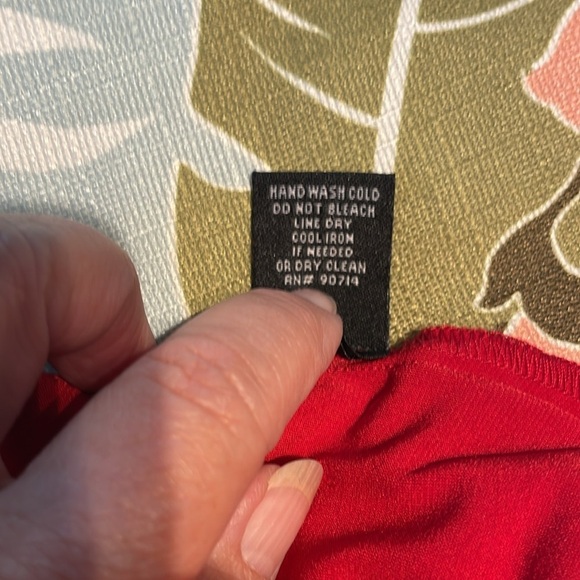 HAND WASH COLD
DO NOT BLEACH
LINE DRY
COOL IRON
IF NEEDED
OR DRY CLEAN
RN# 90714